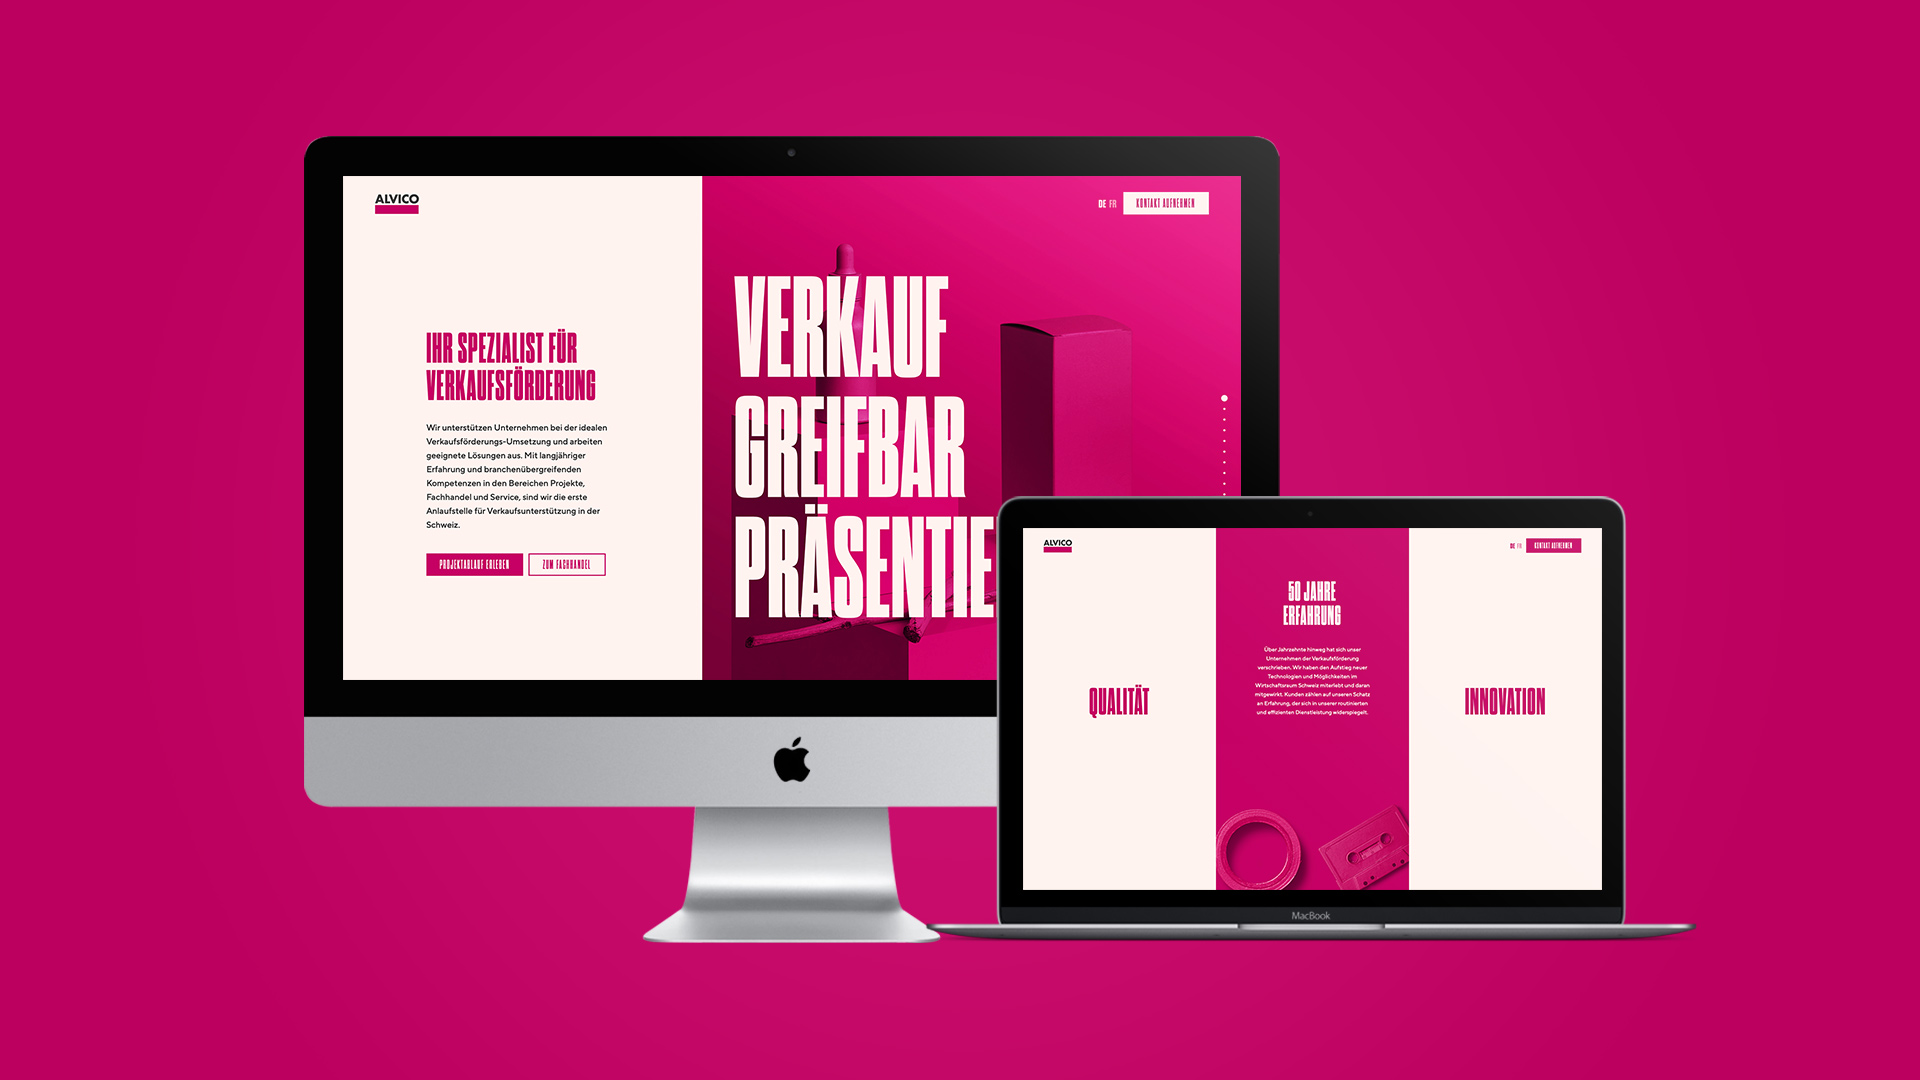 ALVICO
DE FR
KONTAKT AUFNEHMEN
IHR SPEZIALIST FÜR
VERKAUFSFÖRDERUNG
Wir unterstützen Unternehmen bei der idealen
Verkaufsförderungs-Umsetzung und arbeiten
geeignete Lösungen aus. Mit langjähriger
Erfahrung und branchenübergreifenden
Kompetenzen in den Bereichen Projekte,
Fachhandel und Service, sind wir die erste
Anlaufstelle für Verkaufsunterstützung in der
Schweiz.
PROJEKTABLAUF ERLEBEN
ZUM FACHHANDEL
VERKAUF
GREIFBAR
PRÄSENTIE
ALVICO
DE FR
KONTAKT AUFNEHMEN
QUALITÄT
50 JAHRE
ERFAHRUNG
Über Jahrzehnte hinweg hat sich unser
Unternehmen der Verkaufsförderung
verschrieben. Wir haben den Aufstieg neuer
Technologien und Möglichkeiten im
Wirtschaftsraum Schweiz miterlebt und daran
mitgewirkt. Kunden zählen auf unseren Schatz
an Erfahrung, der sich in unserer routinierten
und effizienten Dienstleistung widerspiegelt.
INNOVATION
MacBook